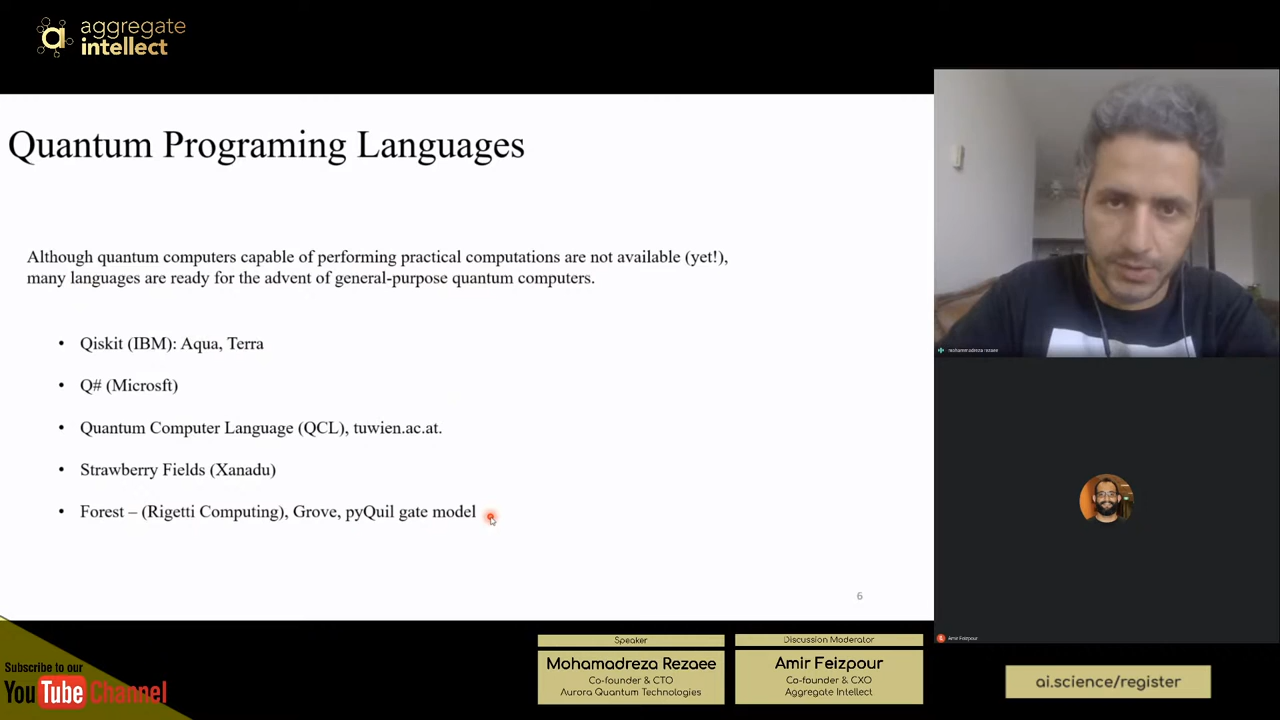 aggregate
intellect
Quantum Programing Languages
Although quantum computers capable of performing practical computations are not available (yet!),
many languages are ready for the advent of general-purpose quantum computers.
• Qiskit (IBM): Aqua, Terra
• Q# (Microsft)
• Quantum Computer Language (QCL), tuwien.ac.at.
• Strawberry Fields (Xanadu)
• Forest – (Rigetti Computing), Grove, pyQuil gate model
6
mohammadreza rezaee
Amir Feizpour
Subscribe to our
YouTube Channel
Speaker
Mohamadreza Rezaee
Co-founder & CTO
Aurora Quantum Technologies
Discussion Moderator
Amir Feizpour
Co-founder & CXO
Aggregate Intellect
ai.science/register